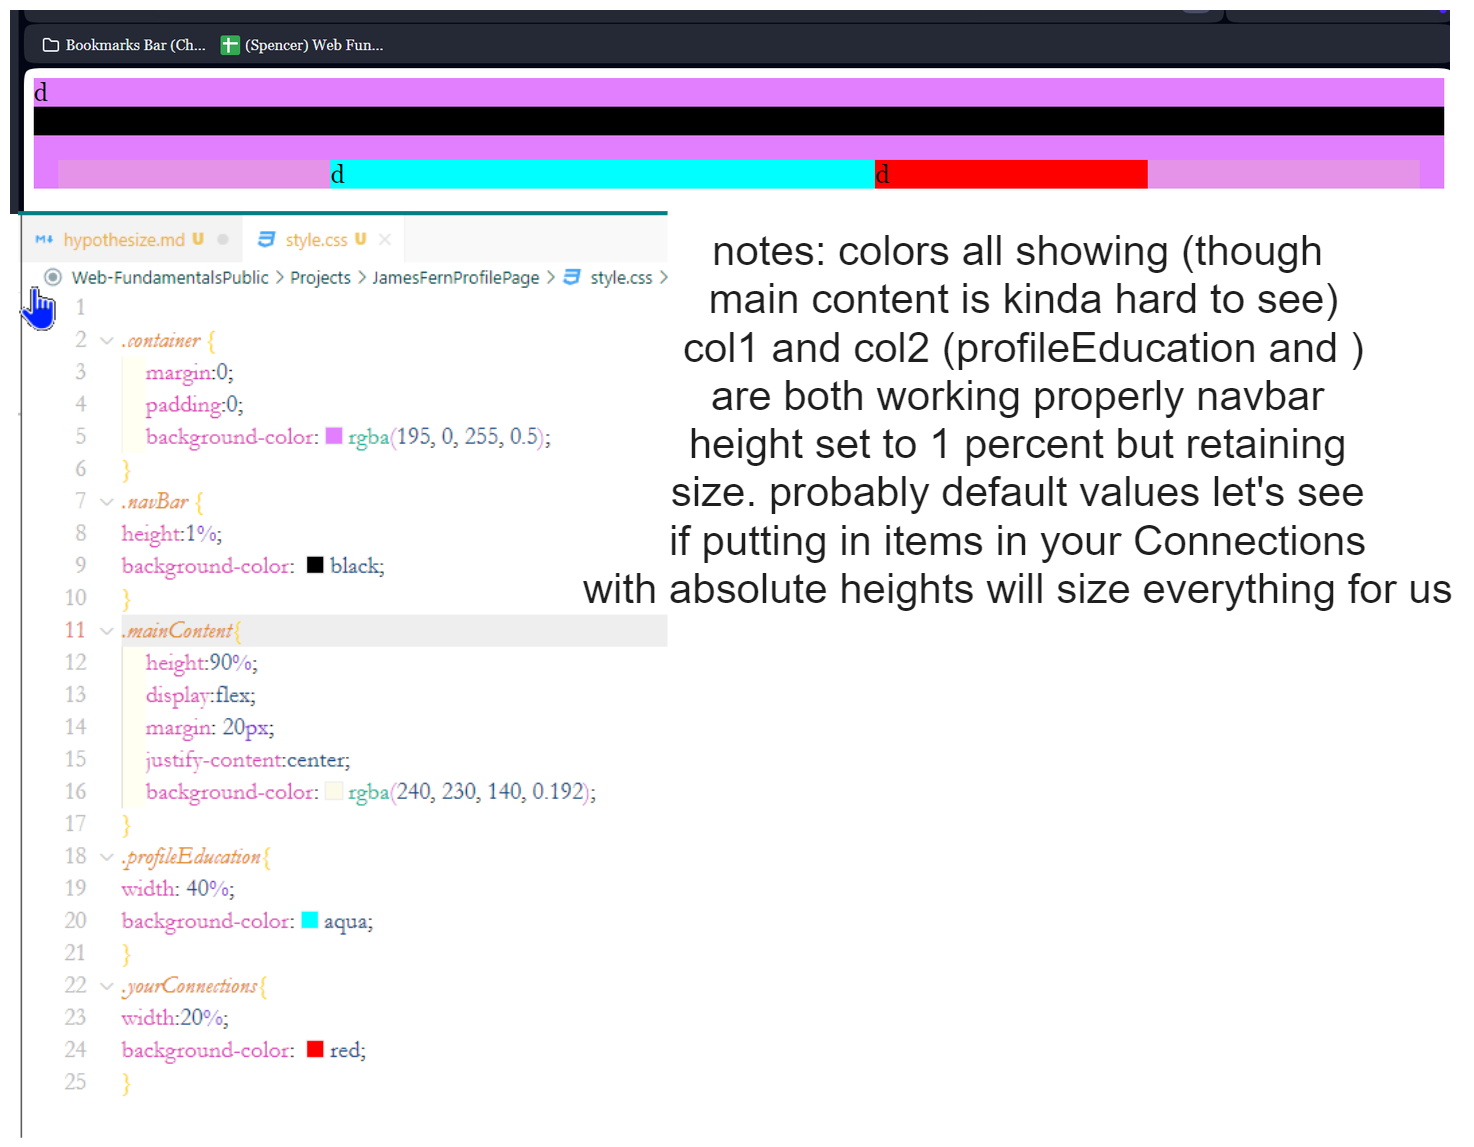 Bookmarks Bar (Ch... (Spencer) Web Fun...
d
d d
hypothesize.md U style.css U
Web-FundamentalsPublic > Projects > JamesFernProfilePage > style.css >
1
2 .container {
3 margin:0;
4 padding:0;
5 background-color: rgba(195, 0, 255, 0.5);
6 }
7 .navBar {
8 height:1%;
9 background-color: black;
10 }
11 .mainContent{
12 height:90%;
13 display:flex;
14 margin: 20px;
15 justify-content:center;
16 background-color: rgba(240, 230, 140, 0.192);
17 }
18 .profileEducation{
19 width: 40%;
20 background-color: aqua;
21 }
22 .yourConnections{
23 width:20%;
24 background-color: red;
25 }
notes: colors all showing (though
main content is kinda hard to see)
col1 and col2 (profileEducation and )
are both working properly navbar
height set to 1 percent but retaining
size. probably default values let's see
if putting in items in your Connections
with absolute heights will size everything for us